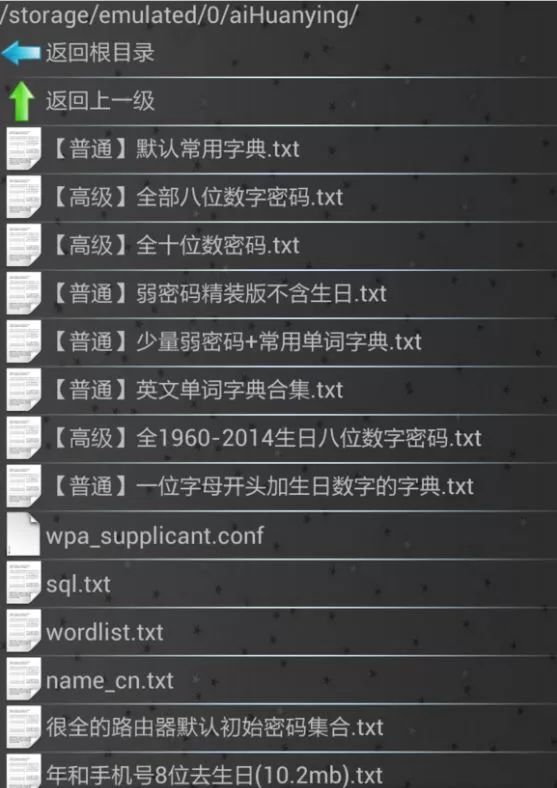 /storage/emulated/0/aiHuanying/
返回根目录
返回上一级
【普通】默认常用字典.txt
【高级】全部八位数字密码.txt
【高级】全十位数密码.txt
【普通】弱密码精装版不含生日.txt
【普通】少量弱密码+常用单词字典.txt
【普通】英文单词字典合集.txt
【高级】全1960-2014生日八位数字密码.txt
【普通】一位字母开头加生日数字的字典.txt
wpa_supplicant.conf
sql.txt
wordlist.txt
name_cn.txt
很全的路由器默认初始密码集合.txt
年和手机号8位去生日(10.2mb).txt